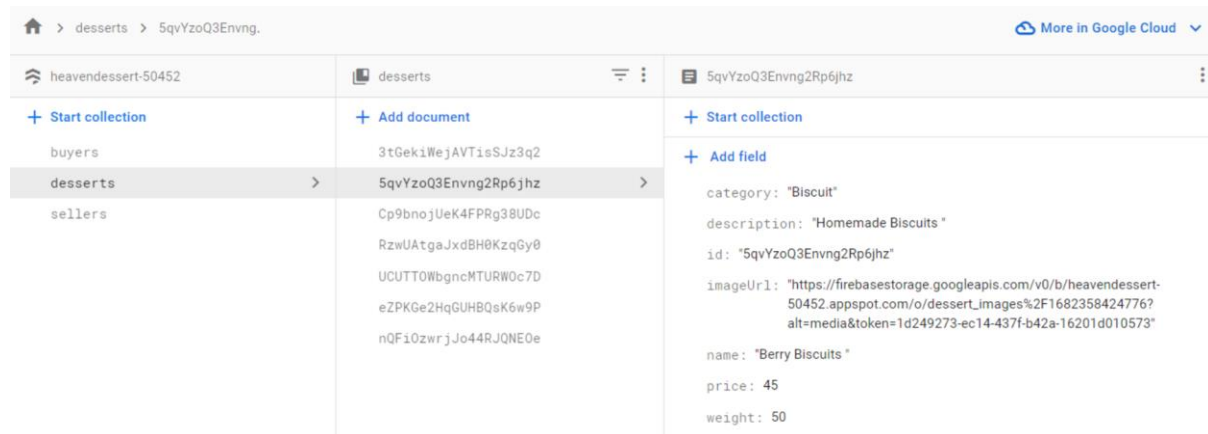 > desserts > 5qvYzoQ3Envng.
More in Google Cloud
heavendessert-50452
desserts
5qvYzoQ3Envng2Rp6jhz
+ Start collection
+ Add document
+ Start collection
buyers
desserts
sellers
3tGekiWejAVTisSJz3q2
5qvYzoQ3Envng2Rp6jhz
Cp9bnojUeK4FPRg38UDc
RzwUAtgaJxdBH0KzqGy0
UCUTTOWbgncMTURWOc7D
eZPKGe2HqGUHBQsK6w9P
nQFiOzwrjJo44RJQNEOe
+ Add field
category: "Biscuit"
description: "Homemade Biscuits "
id: "5qvYzoQ3Envng2Rp6jhz"
imageUrl: "https://firebasestorage.googleapis.com/v0/b/heavendessert-
50452.appspot.com/o/dessert_images%2F1682358424776?
alt=media&token=1d249273-ec14-437f-b42a-16201d010573"
name: "Berry Biscuits "
price: 45
weight: 50